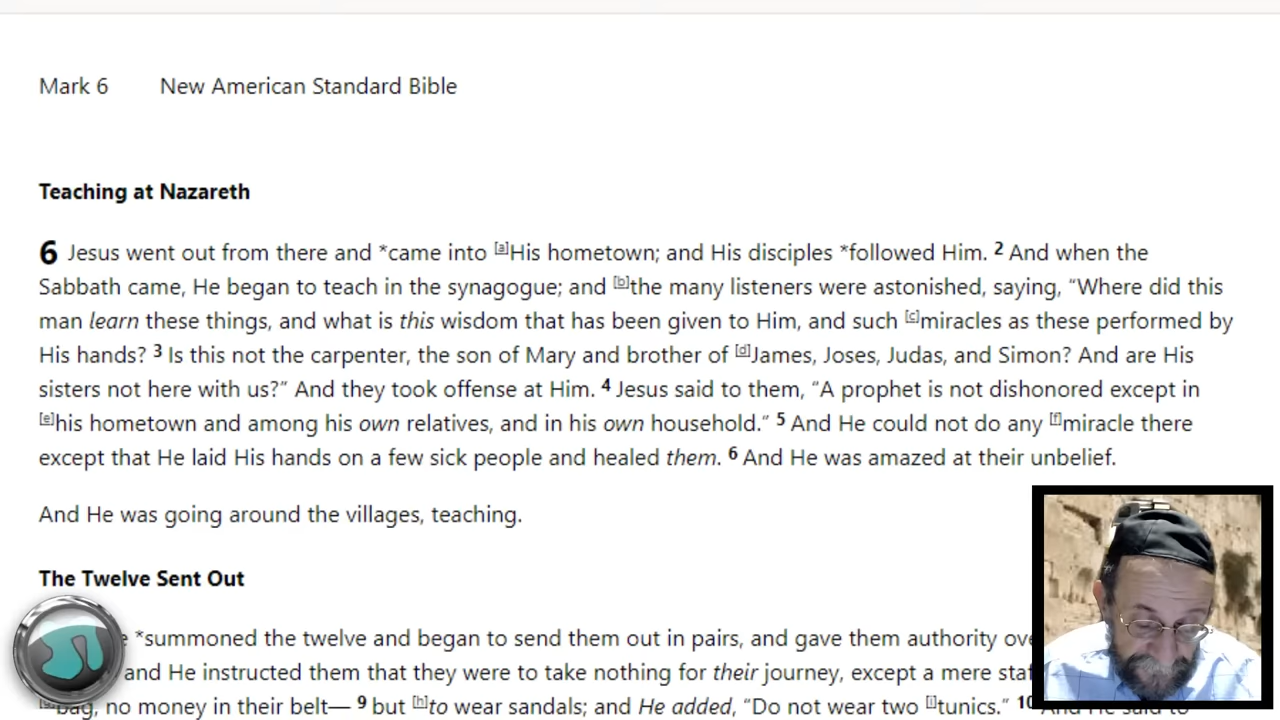 Mark 6 New American Standard Bible
Teaching at Nazareth
6 Jesus went out from there and *came into [a]His hometown; and His disciples *followed Him. 2 And when the
Sabbath came, He began to teach in the synagogue; and [b]the many listeners were astonished, saying, “Where did this
man learn these things, and what is this wisdom that has been given to Him, and such [c]miracles as these performed by
His hands? 3 Is this not the carpenter, the son of Mary and brother of [d]James, Joses, Judas, and Simon? And are His
sisters not here with us?” And they took offense at Him. 4 Jesus said to them, “A prophet is not dishonored except in
[e]his hometown and among his own relatives, and in his own household.” 5 And He could not do any [f]miracle there
except that He laid His hands on a few sick people and healed them. 6 And He was amazed at their unbelief.
And He was going around the villages, teaching.
The Twelve Sent Out
*summoned the twelve and began to send them out in pairs, and gave them authority
and He instructed them that they were to take nothing for their journey, except a mere
bag, no money in their belt— 9 but [h]to wear sandals; and He added, “Do not wear two [i]tunics.” 10 And He said to